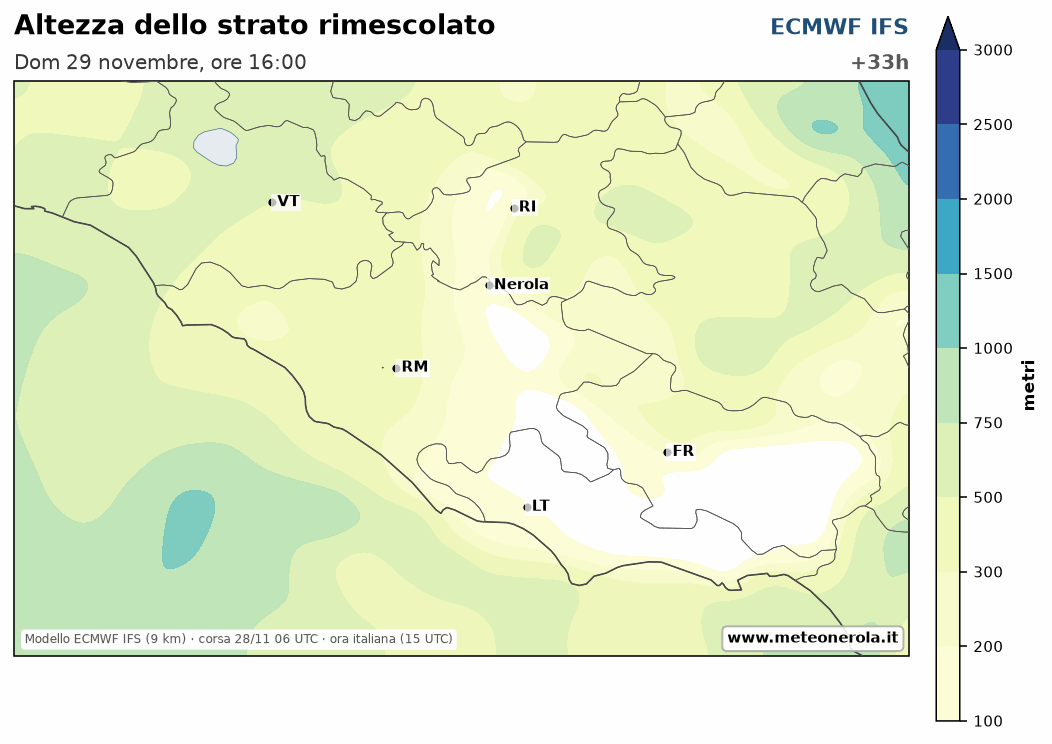 Altezza dello strato rimescolato
ECMWF IFS
Dom 29 novembre, ore 16:00
+33h
3000
2500
2000
1500
1000
750
500
300
200
100
metri
VT
RI
Nerola
RM
FR
LT
Modello ECMWF IFS (9 km) · corsa 28/11 06 UTC · ora italiana (15 UTC)
www.meteonerola.it